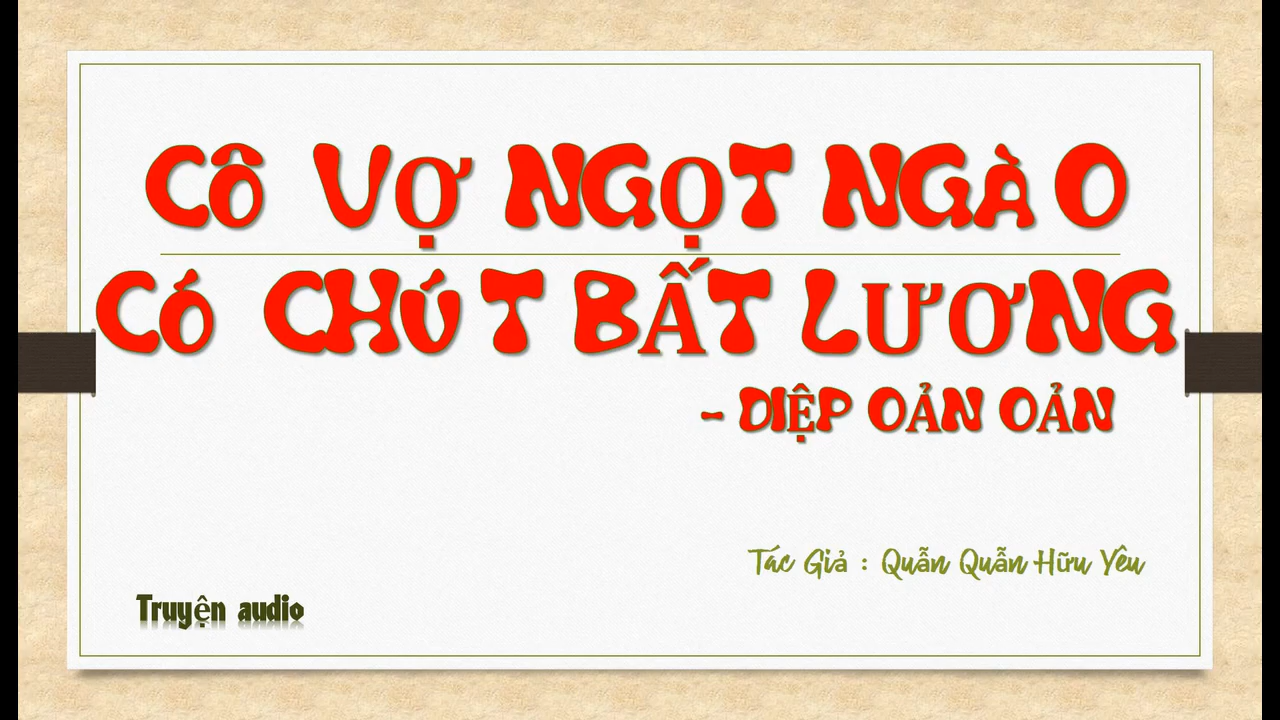 CÔ VỢ NGỌT NGÀO
CÓ CHÚT BẤT LƯƠNG
- DIỆP OẢN OẢN
Tác Giả : Quẫn Quẫn Hữu Yêu
Truyện audio